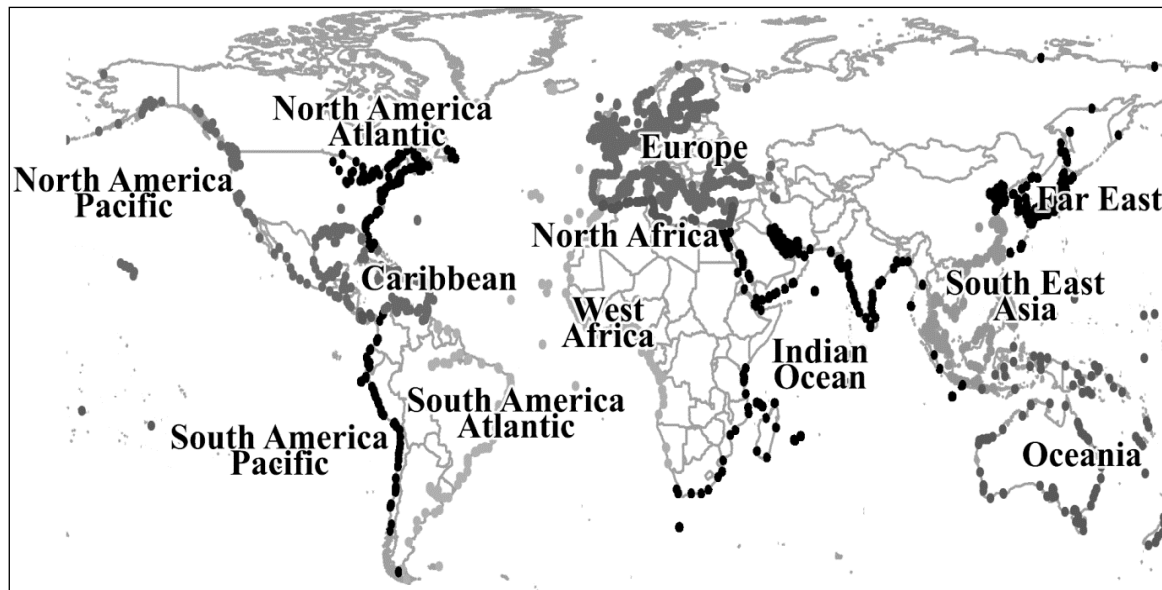 North America
Atlantic
Europe
North America
Pacific
Far East
North Africa
Caribbean
South East
Asia
West
Africa
Indian
Ocean
South America
Atlantic
South America
Pacific
Oceania